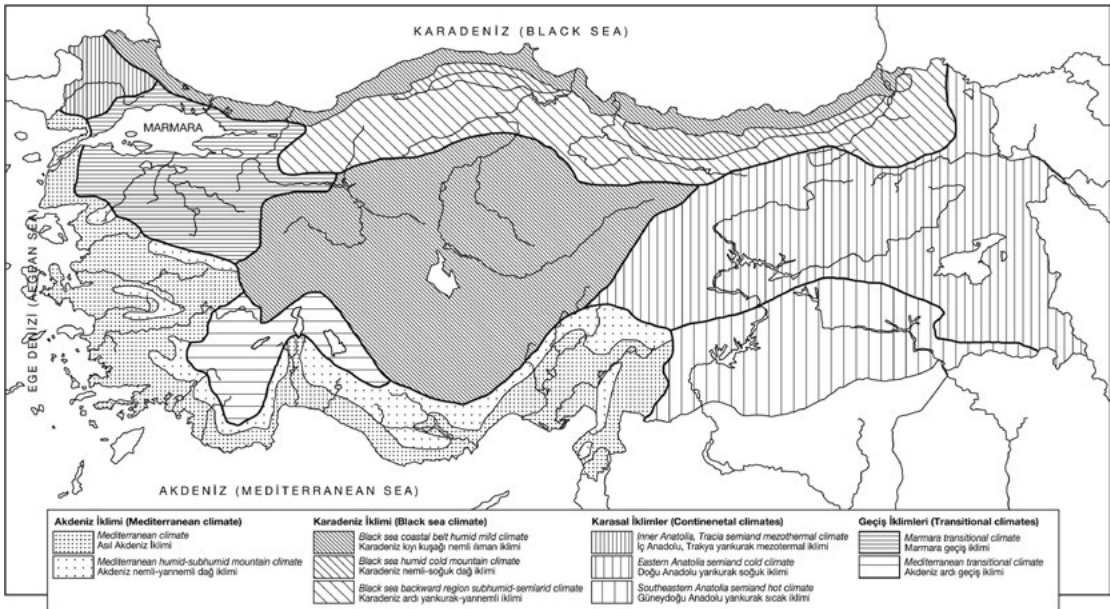 KARADENİZ (BLACK SEA)
MARMARA
EGE DENİZİ (AEGEAN SEA)
AKDENİZ (MEDITERRANEAN SEA)
Akdeniz İklimi (Mediterranean climate)
Mediterranean climate
Asıl Akdeniz İklimi
Mediterranean humid-subhumid mountain climate
Akdeniz nemli-yarınemli dağ iklimi
Karadeniz İklimi (Black sea climate)
Black sea coastal belt humid mild climate
Karadeniz kıyı kuşağı nemli ılıman iklimi
Black sea humid cold mountain climate
Karadeniz nemli-soğuk dağ iklimi
Black sea backward region subhumid-semiarid climate
Karadeniz ardı yarıkurak-yarınemli iklimi
Karasal İklimler (Continenetal climates)
Inner Anatolia, Tracia semiand mezothermal climate
İç Anadolu, Trakya yarıkurak mezotermal iklimi
Eastern Anatolia semiand cold climate
Doğu Anadolu yarıkurak soğuk iklimi
Southeastern Anatolia semiand hot climate
Güneydoğu Anadolu yarıkurak sıcak iklimi
Geçiş İklimleri (Transitional climates)
Marmara transitional climate
Marmara geçiş iklimi
Mediterranean transitional climate
Akdeniz ardı geçiş iklimi